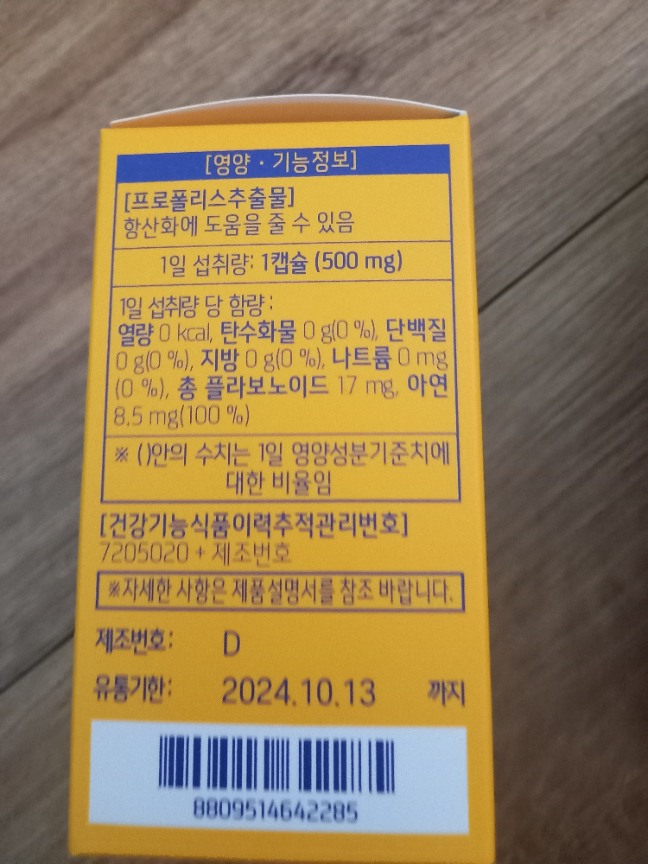 [영양 · 기능정보]
[프로폴리스추출물]
항산화에 도움을 줄 수 있음
1일 섭취량: 1캡슐 (500 mg)
1일 섭취량 당 함량 :
열량 0 kcal, 탄수화물 0 g(0 %), 단백질
0 g(0 %), 지방 0 g(0 %), 나트륨 0 mg
(0 %), 총 플라보노이드 17 mg, 아연
8.5 mg(100 %)
※ ( )안의 수치는 1일 영양성분기준치에
대한 비율임
[건강기능식품이력추적관리번호]
7205020 + 제조번호
※자세한 사항은 제품설명서를 참조 바랍니다.
제조번호: D
유통기한: 2024.10.13 까지
8809514642285